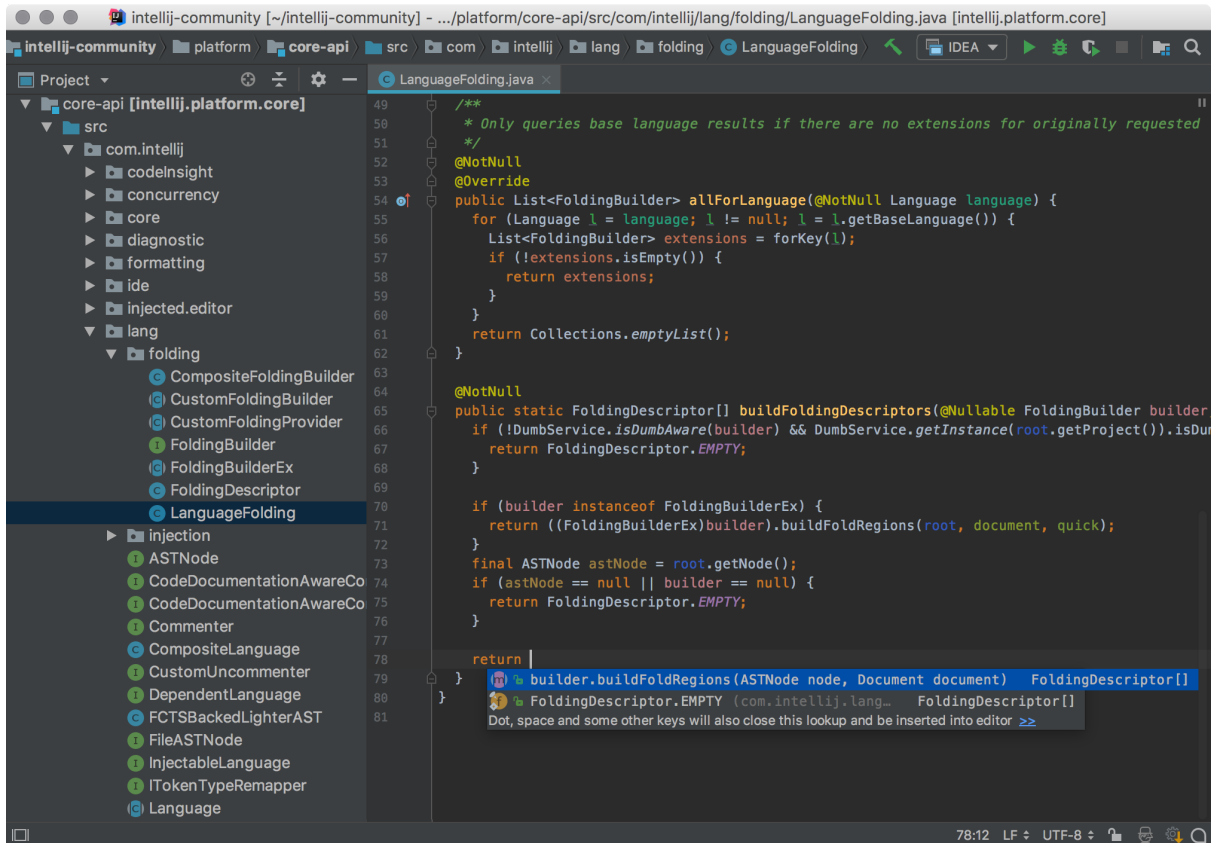 intellij-community [~/intellij-community] - .../platform/core-api/src/com/intellij/lang/folding/LanguageFolding.java [intellij.platform.core]
intellij-community platform core-api src com intellij lang folding LanguageFolding IDEA
Project
LanguageFolding.java
core-api [intellij.platform.core]
src
com.intellij
codeInsight
concurrency
core
diagnostic
formatting
ide
injected.editor
lang
folding
CompositeFoldingBuilder
CustomFoldingBuilder
CustomFoldingProvider
FoldingBuilder
FoldingBuilderEx
FoldingDescriptor
LanguageFolding
injection
ASTNode
CodeDocumentationAwareCo
CodeDocumentationAwareCo
Commenter
CompositeLanguage
CustomUncommenter
DependentLanguage
FCTSBackedLighterAST
FileASTNode
InjectableLanguage
ITokenTypeRemapper
Language
49 /**
50 * Only queries base language results if there are no extensions for originally requested
51 */
52 @NotNull
53 @Override
54 public List<FoldingBuilder> allForLanguage(@NotNull Language language) {
55 for (Language l = language; l != null; l = l.getBaseLanguage()) {
56 List<FoldingBuilder> extensions = forKey(l);
57 if (!extensions.isEmpty()) {
58 return extensions;
59 }
60 }
61 return Collections.emptyList();
62 }
63
64 @NotNull
65 public static FoldingDescriptor[] buildFoldingDescriptors(@Nullable FoldingBuilder builder,
66 if (!DumbService.isDumbAware(builder) && DumbService.getInstance(root.getProject()).isDum
67 return FoldingDescriptor.EMPTY;
68 }
69
70 if (builder instanceof FoldingBuilderEx) {
71 return ((FoldingBuilderEx)builder).buildFoldRegions(root, document, quick);
72 }
73 final ASTNode astNode = root.getNode();
74 if (astNode == null || builder == null) {
75 return FoldingDescriptor.EMPTY;
76 }
77
78 return
79 }
80 }
81
builder.buildFoldRegions(ASTNode node, Document document) FoldingDescriptor[]
FoldingDescriptor.EMPTY (com.intellij.lang… FoldingDescriptor[]
Dot, space and some other keys will also close this lookup and be inserted into editor >>
78:12 LF UTF-8